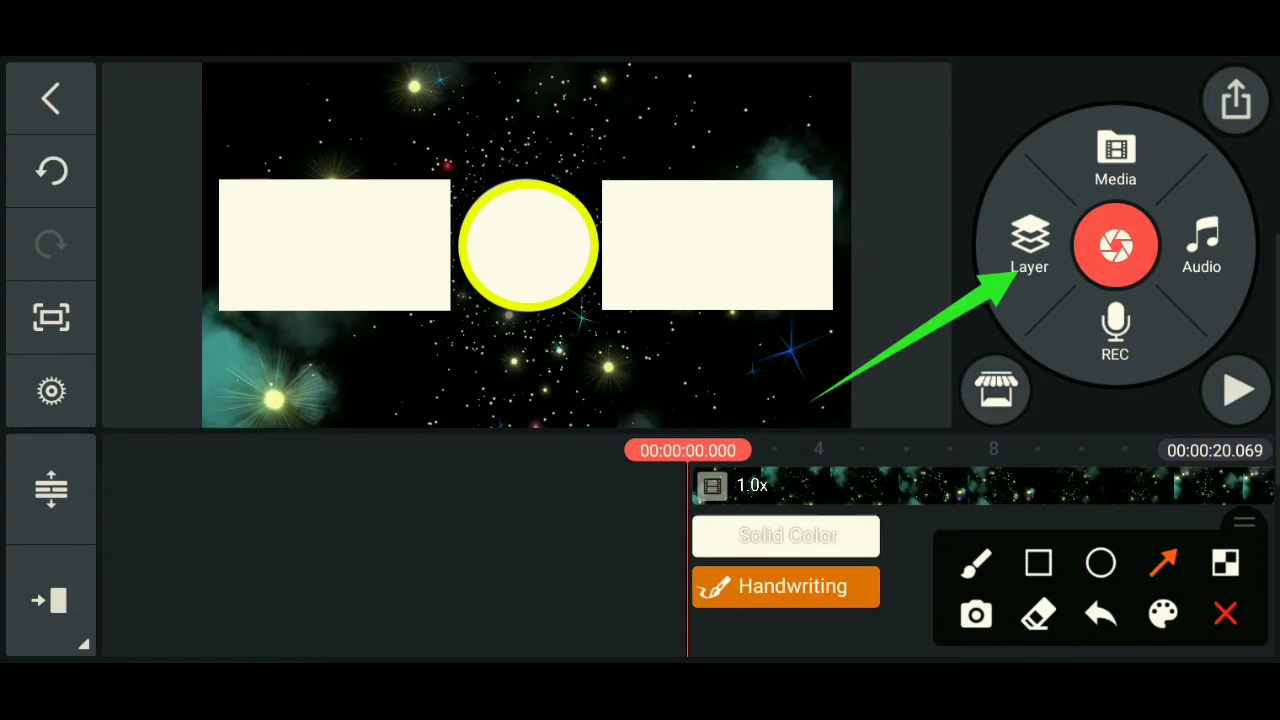 Media
Layer
Audio
REC
00:00:00.000
4
8
00:00:20.069
1.0x
Solid Color
Handwriting